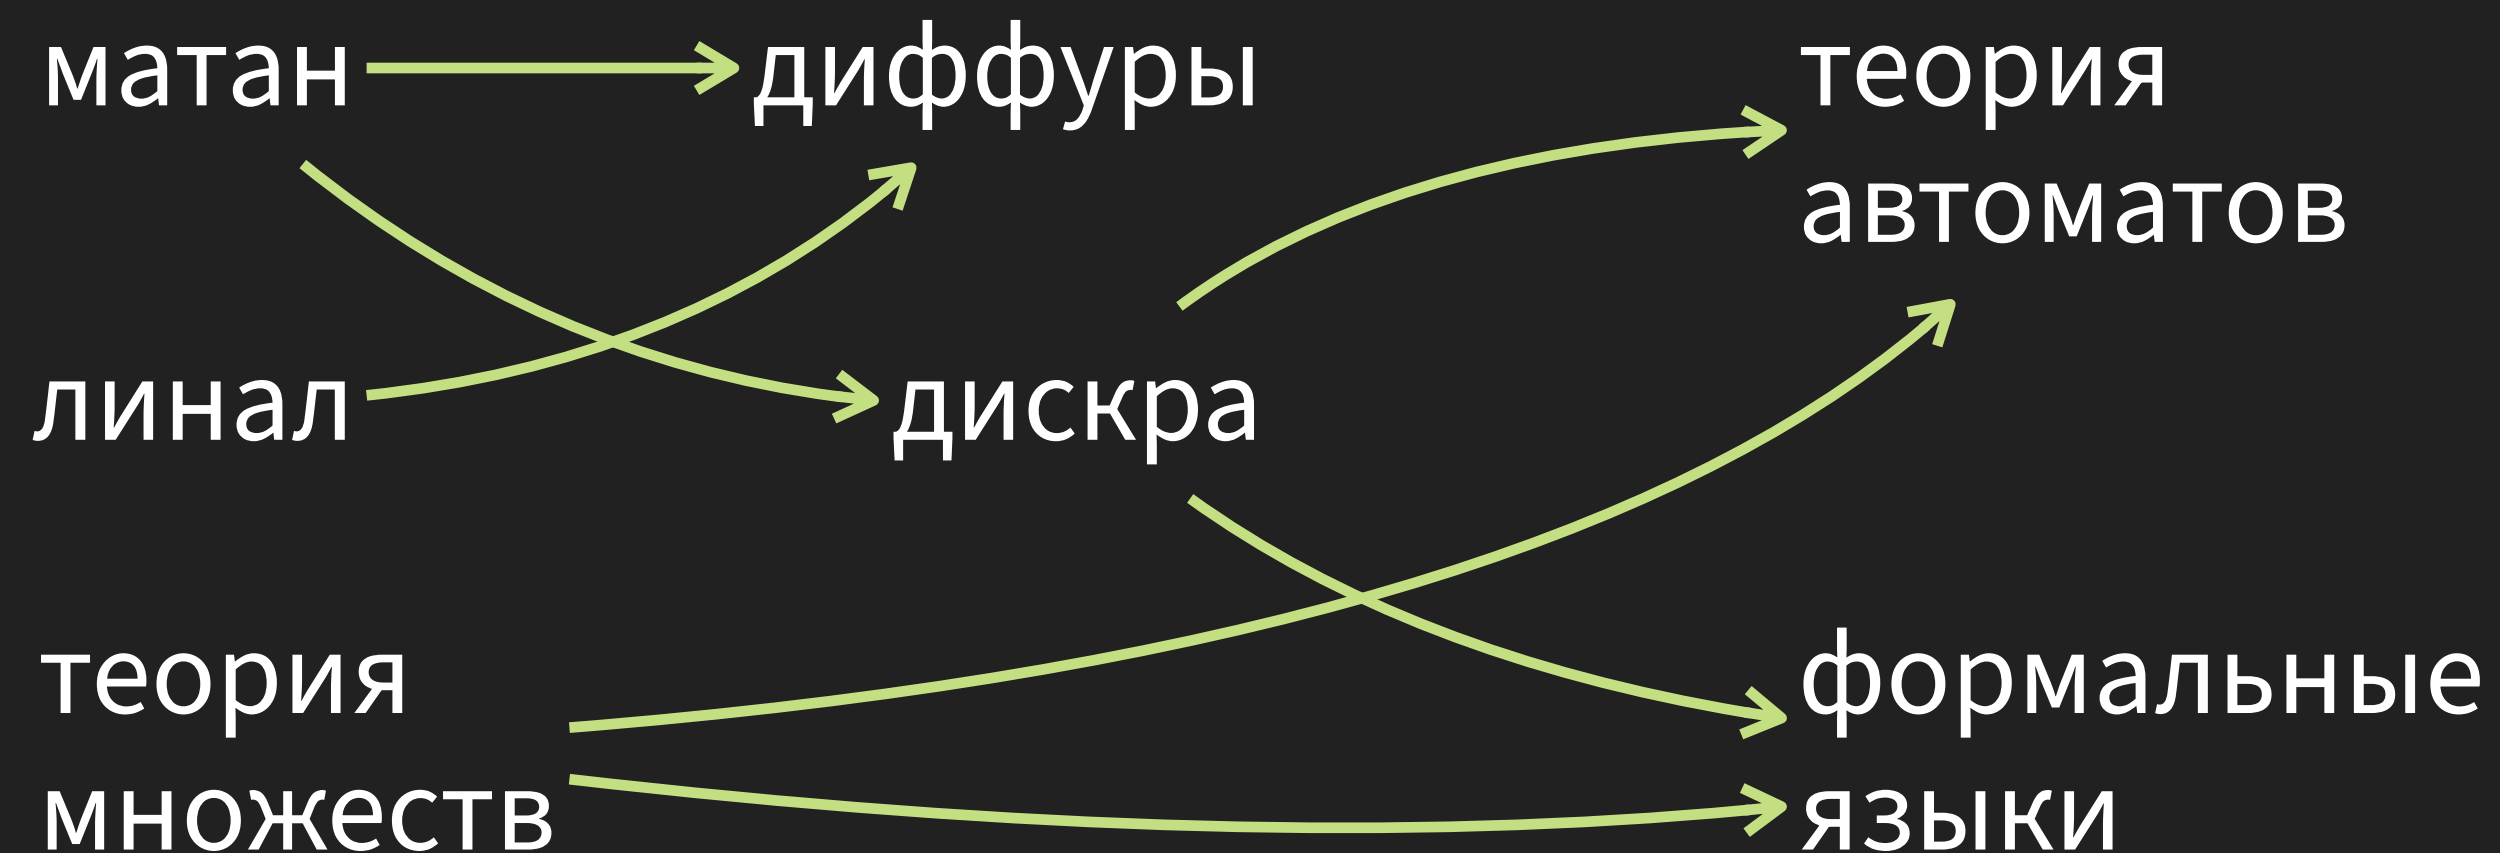 матан
диффуры
теория
автоматов
линал
дискра
теория
множеств
формальные
языки